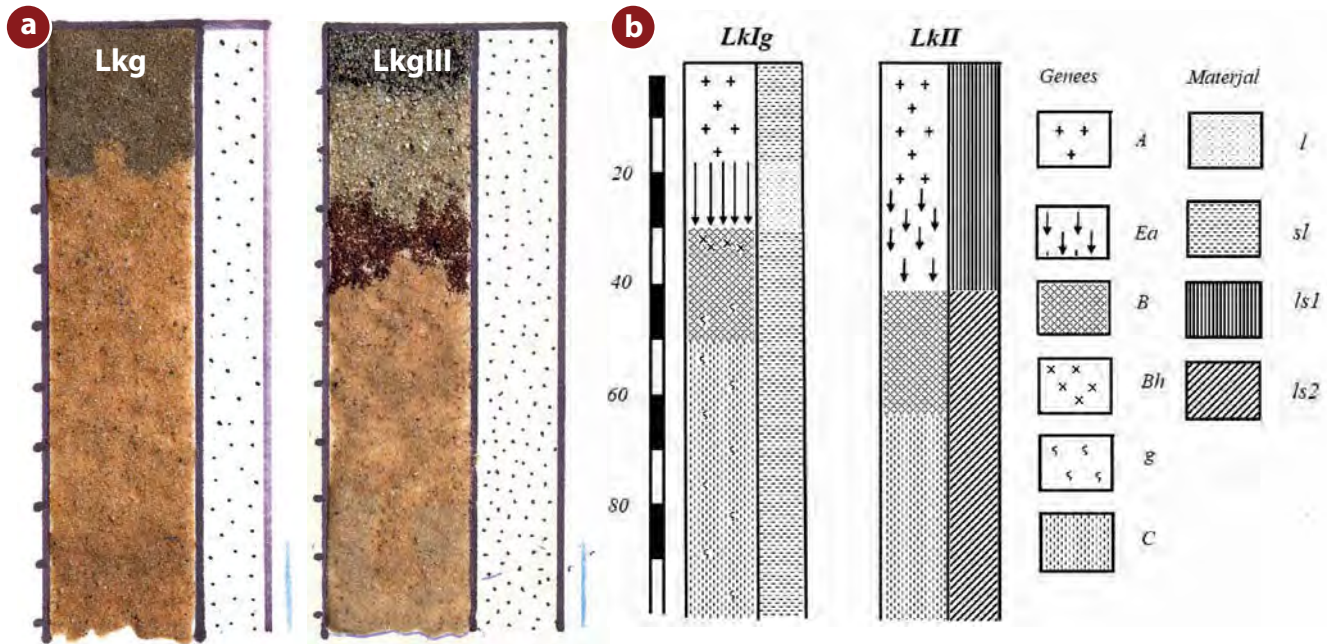 a
Lkg
LkgIII
b
LkIg
LkII
Genees
Materjal
20
40
60
80
A
l
Ea
sl
B
ls1
Bh
ls2
g
C